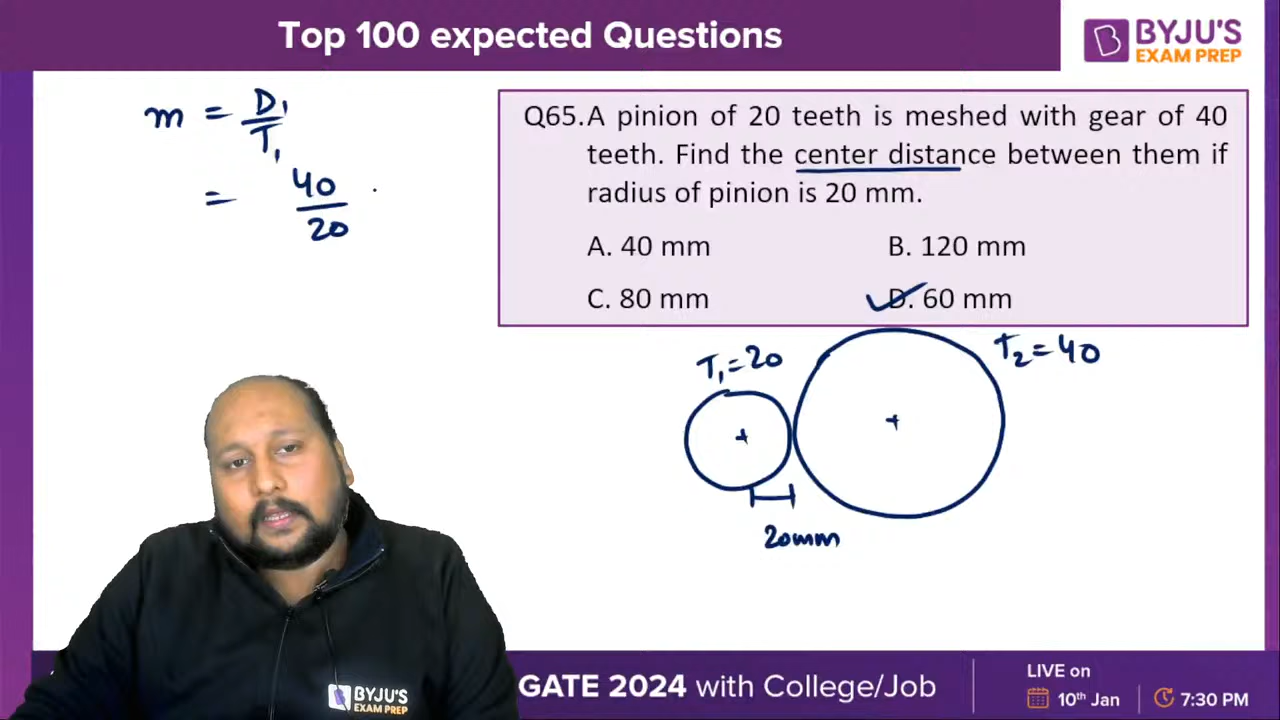 Top 100 expected Questions
BYJU'S
EXAM PREP
m = D1
T1
= 40
20
Q65. A pinion of 20 teeth is meshed with gear of 40
teeth. Find the center distance between them if
radius of pinion is 20 mm.
A. 40 mm B. 120 mm
C. 80 mm D. 60 mm
T1=20
T2=40
20mm
BYJU'S
EXAM PREP
GATE 2024 with College/Job
LIVE on
10th Jan
7:30 PM